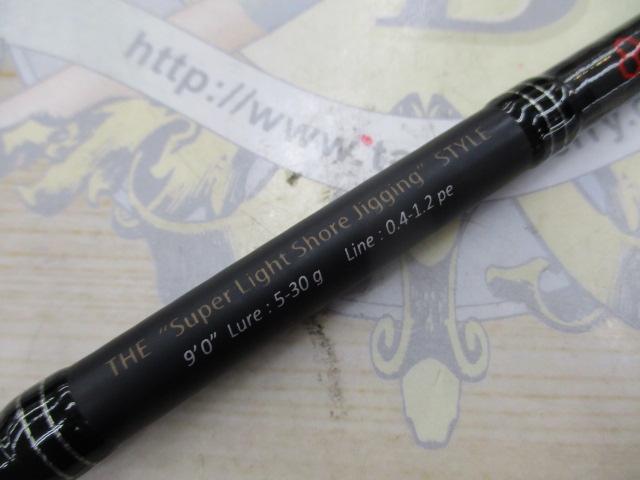 THE "Super Light Shore Jigging" STYLE
9'0" Lure : 5-30 g Line : 0.4-1.2 pe
http://www.ta